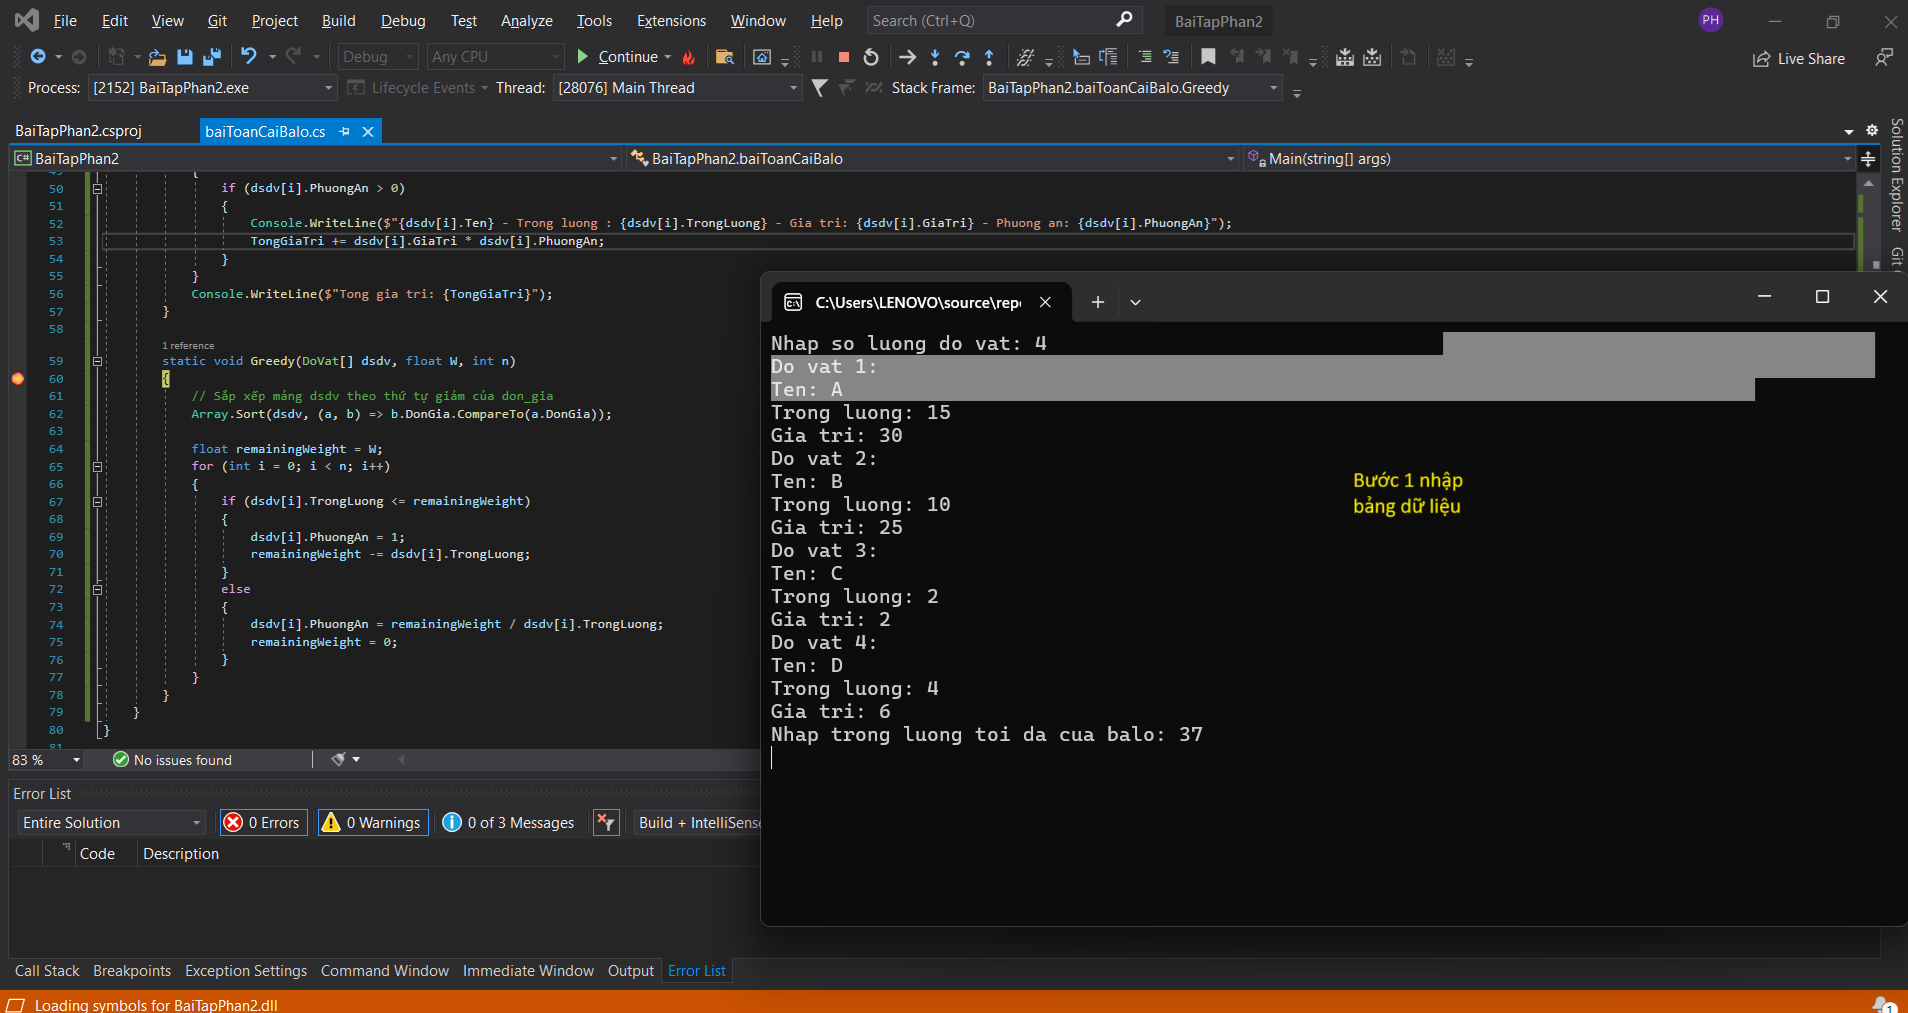 File Edit View Git Project Build Debug Test Analyze Tools Extensions Window Help Search (Ctrl+Q) BaiTapPhan2 PH
Debug Any CPU Continue Live Share
Process: [2152] BaiTapPhan2.exe Lifecycle Events Thread: [28076] Main Thread Stack Frame: BaiTapPhan2.baiToanCaiBalo.Greedy
BaiTapPhan2.csproj baiToanCaiBalo.cs
C# BaiTapPhan2 BaiTapPhan2.baiToanCaiBalo Main(string[] args)
Solution Explorer
49 {
50 if (dsdv[i].PhuongAn > 0)
51 {
52 Console.WriteLine($"{dsdv[i].Ten} - Trong luong : {dsdv[i].TrongLuong} - Gia tri: {dsdv[i].GiaTri} - Phuong an: {dsdv[i].PhuongAn}");
53 TongGiaTri += dsdv[i].GiaTri * dsdv[i].PhuongAn;
54 }
55 }
56 Console.WriteLine($"Tong gia tri: {TongGiaTri}");
57 }
58
1 reference
59 static void Greedy(DoVat[] dsdv, float W, int n)
60 {
61 // Sắp xếp mảng dsdv theo thứ tự giảm của don_gia
62 Array.Sort(dsdv, (a, b) => b.DonGia.CompareTo(a.DonGia));
63
64 float remainingWeight = W;
65 for (int i = 0; i < n; i++)
66 {
67 if (dsdv[i].TrongLuong <= remainingWeight)
68 {
69 dsdv[i].PhuongAn = 1;
70 remainingWeight -= dsdv[i].TrongLuong;
71 }
72 else
73 {
74 dsdv[i].PhuongAn = remainingWeight / dsdv[i].TrongLuong;
75 remainingWeight = 0;
76 }
77 }
78 }
79 }
80 }
81
83 % No issues found
Error List
Entire Solution 0 Errors 0 Warnings 0 of 3 Messages Build + IntelliSense
Code Description
Call Stack Breakpoints Exception Settings Command Window Immediate Window Output Error List
Loading symbols for BaiTapPhan2.dll
1
C:\Users\LENOVO\source\repo
Nhap so luong do vat: 4
Do vat 1:
Ten: A
Trong luong: 15
Gia tri: 30
Do vat 2:
Ten: B
Trong luong: 10
Gia tri: 25
Do vat 3:
Ten: C
Trong luong: 2
Gia tri: 2
Do vat 4:
Ten: D
Trong luong: 4
Gia tri: 6
Nhap trong luong toi da cua balo: 37
Bước 1 nhập
bảng dữ liệu